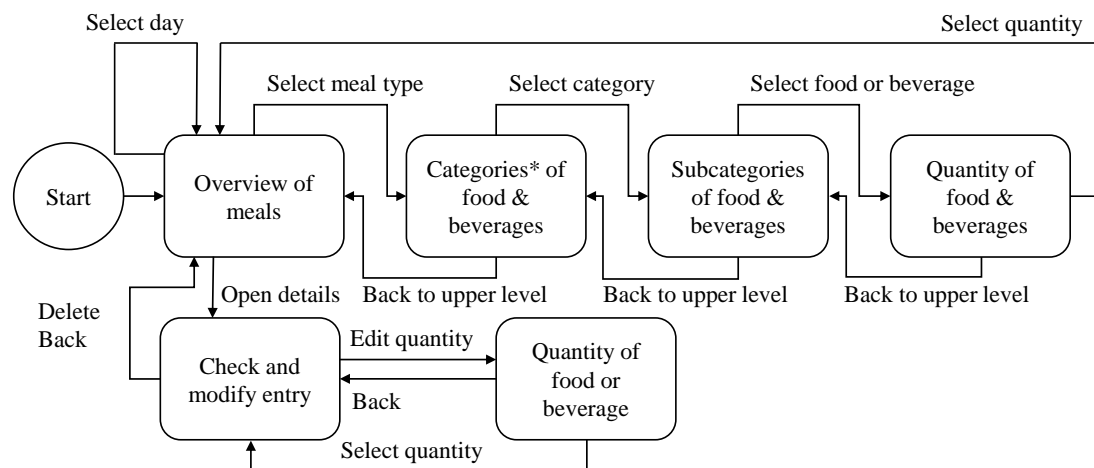 Select day
Select quantity
Select meal type
Select category
Select food or beverage
Start
Overview of
meals
Categories* of
food &
beverages
Subcategories
of food &
beverages
Quantity of
food &
beverages
Delete
Back
Open details
Back to upper level
Back to upper level
Back to upper level
Check and
modify entry
Edit quantity
Back
Quantity of
food or
beverage
Select quantity